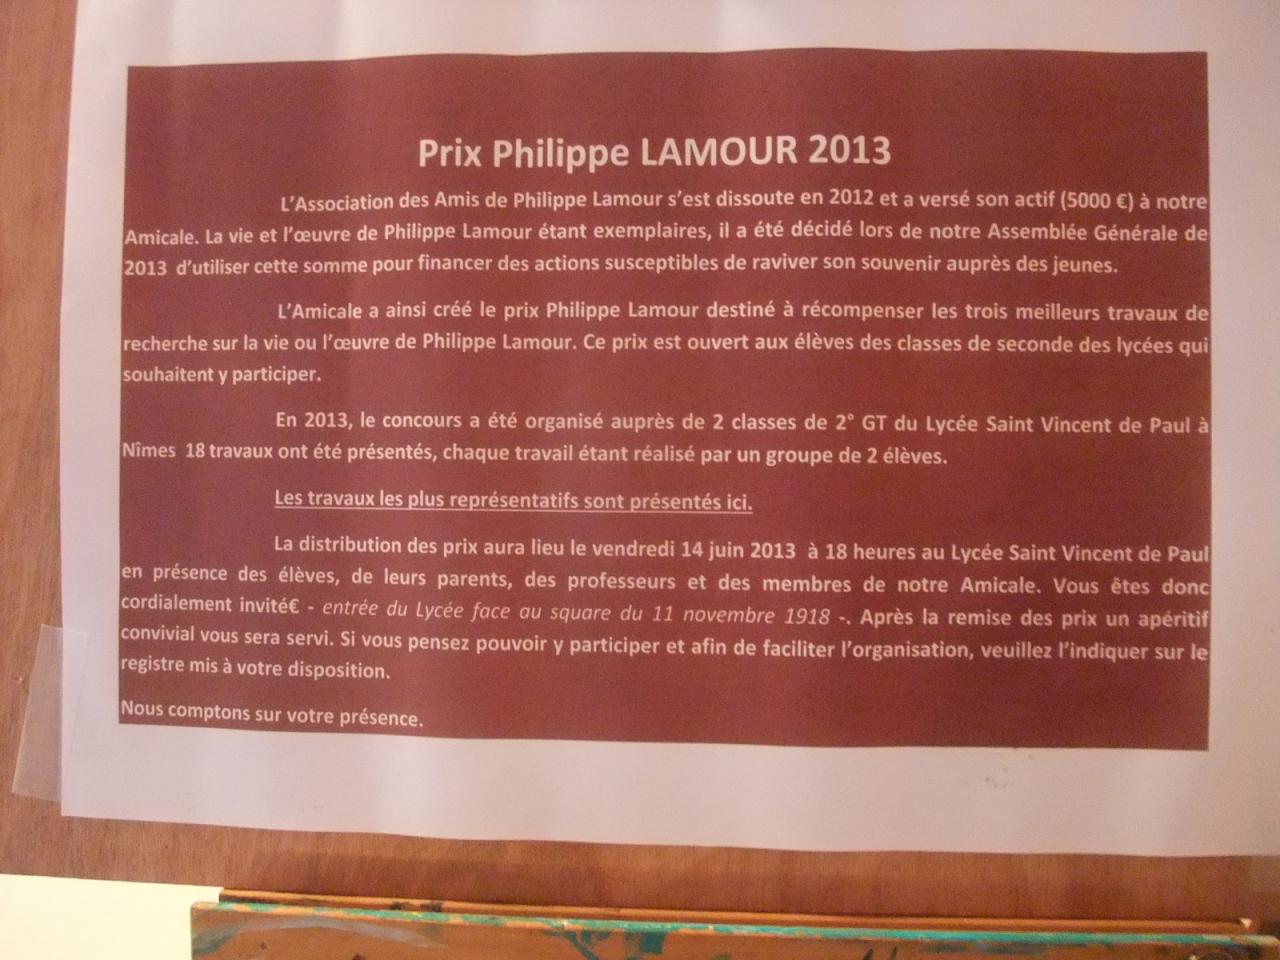 Prix Philippe LAMOUR 2013
L’Association des Amis de Philippe Lamour s’est dissoute en 2012 et a versé son actif (5000 €) à notre
Amicale. La vie et l’œuvre de Philippe Lamour étant exemplaires, il a été décidé lors de notre Assemblée Générale de
2013 d’utiliser cette somme pour financer des actions susceptibles de raviver son souvenir auprès des jeunes.
L’Amicale a ainsi créé le prix Philippe Lamour destiné à récompenser les trois meilleurs travaux de
recherche sur la vie ou l’œuvre de Philippe Lamour. Ce prix est ouvert aux élèves des classes de seconde des lycées qui
souhaitent y participer.
En 2013, le concours a été organisé auprès de 2 classes de 2° GT du Lycée Saint Vincent de Paul à
Nîmes 18 travaux ont été présentés, chaque travail étant réalisé par un groupe de 2 élèves.
Les travaux les plus représentatifs sont présentés ici.
La distribution des prix aura lieu le vendredi 14 juin 2013 à 18 heures au Lycée Saint Vincent de Paul
en présence des élèves, de leurs parents, des professeurs et des membres de notre Amicale. Vous êtes donc
cordialement invité€ - entrée du Lycée face au square du 11 novembre 1918 -. Après la remise des prix un apéritif
convivial vous sera servi. Si vous pensez pouvoir y participer et afin de faciliter l’organisation, veuillez l’indiquer sur le
registre mis à votre disposition.
Nous comptons sur votre présence.